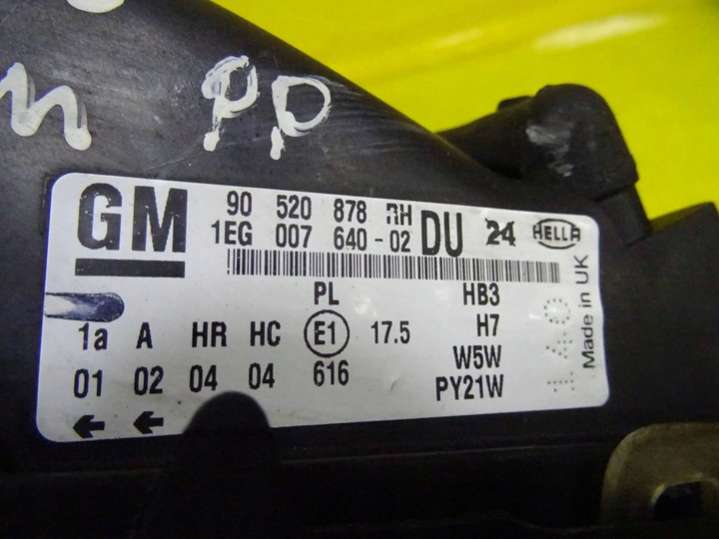 m P.P
GM 90 520 878 RH DU 24 HELLA
1EG 007 640-02
PL HB3
1a A HR HC E1 17.5 H7
W5W
01 02 04 04 616 PY21W
Made in UK